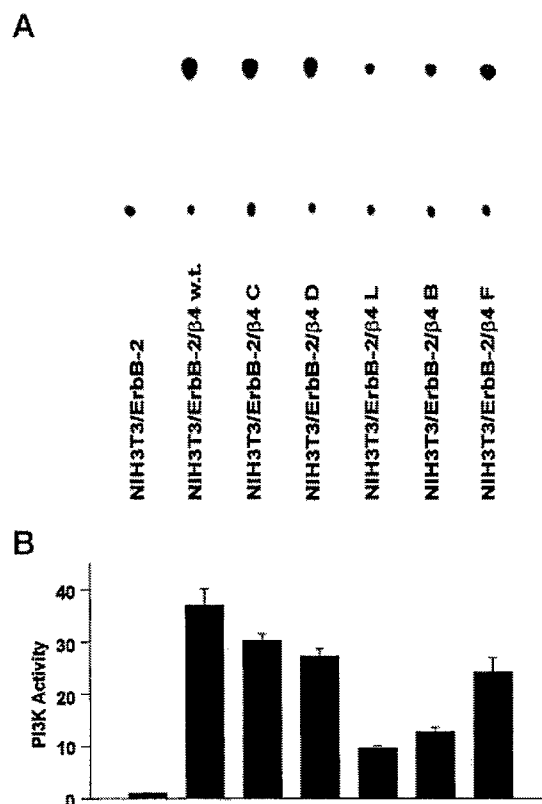 A
NIH3T3/ErbB-2
NIH3T3/ErbB-2/β4 w.t.
NIH3T3/ErbB-2/β4 C
NIH3T3/ErbB-2/β4 D
NIH3T3/ErbB-2/β4 L
NIH3T3/ErbB-2/β4 B
NIH3T3/ErbB-2/β4 F
B
PI3K Activity
40
30
20
10
0